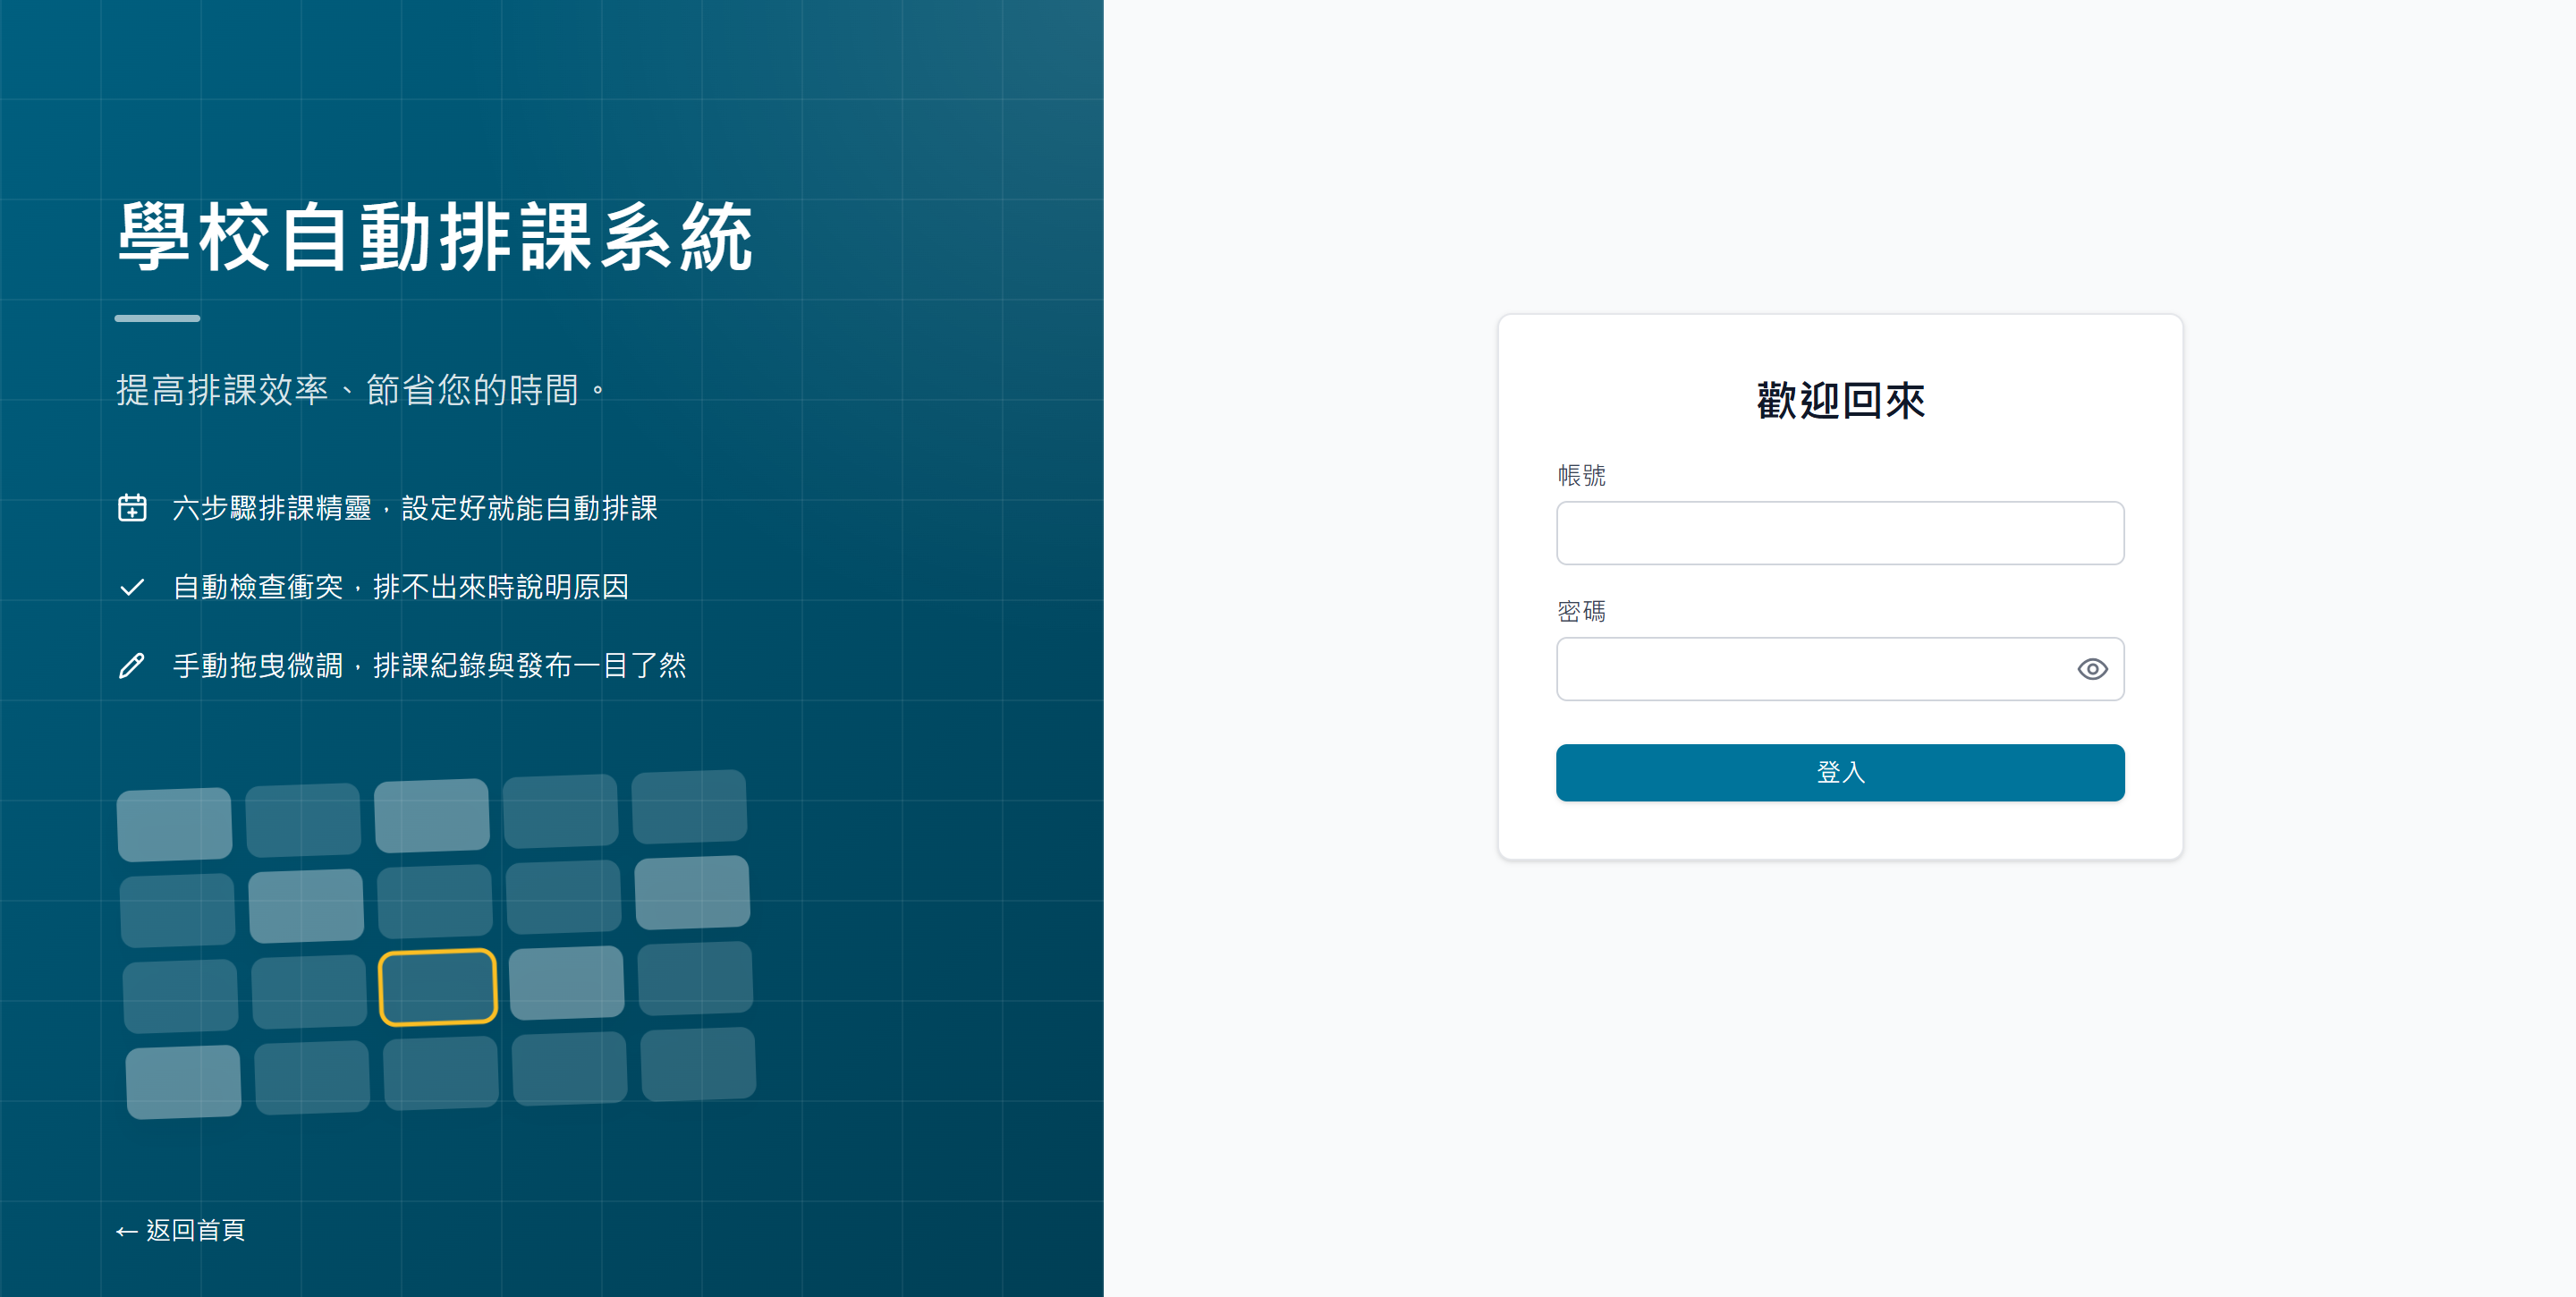 學校自動排課系統
提高排課效率、節省您的時間。
六步驟排課精靈，設定好就能自動排課
自動檢查衝突，排不出來時說明原因
手動拖曳微調，排課紀錄與發布一目了然
← 返回首頁
歡迎回來
帳號
密碼
登入